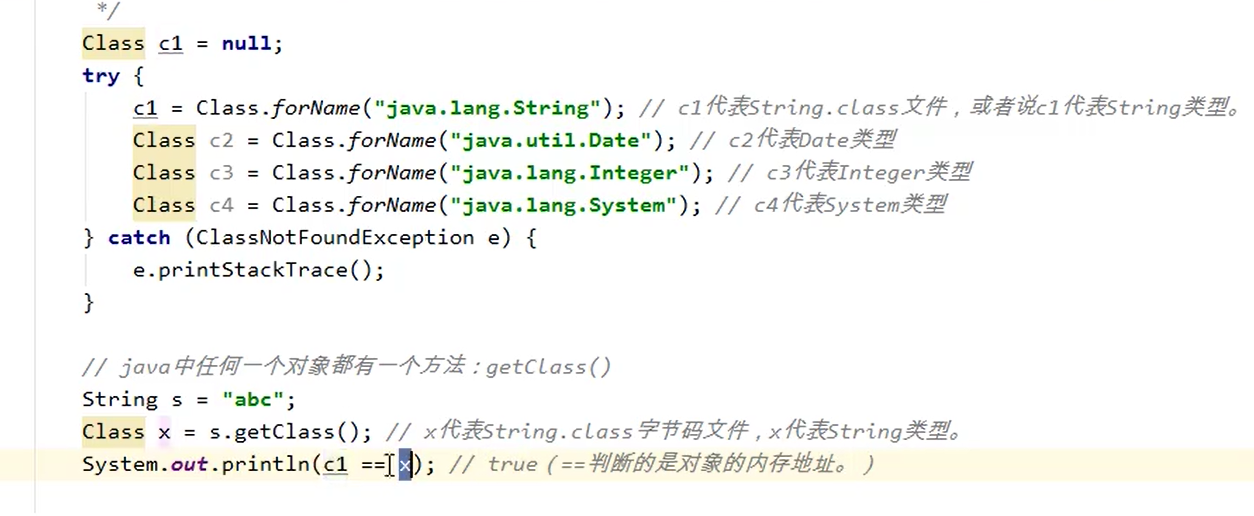 */
Class c1 = null;
try {
c1 = Class.forName("java.lang.String"); // c1代表String.class文件，或者说c1代表String类型。
Class c2 = Class.forName("java.util.Date"); // c2代表Date类型
Class c3 = Class.forName("java.lang.Integer"); // c3代表Integer类型
Class c4 = Class.forName("java.lang.System"); // c4代表System类型
} catch (ClassNotFoundException e) {
e.printStackTrace();
}
// java中任何一个对象都有一个方法：getClass()
String s = "abc";
Class x = s.getClass(); // x代表String.class字节码文件，x代表String类型。
System.out.println(c1 == x); // true（==判断的是对象的内存地址。）